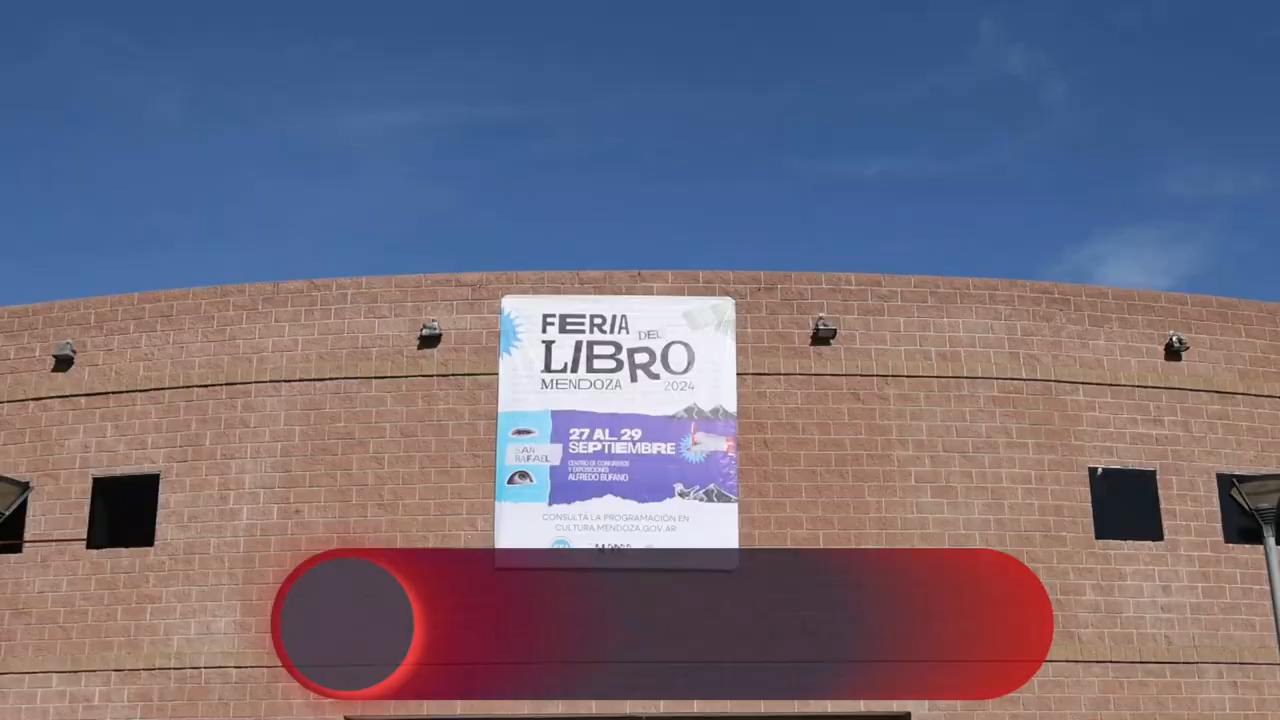 FERIA DEL
LIBRO
MENDOZA 2024
27 AL 29
SEPTIEMBRE
SAN
RAFAEL
CENTRO DE CONGRESOS
Y EXPOSICIONES
ALFREDO BUFANO
CONSULTÁ LA PROGRAMACIÓN EN
CULTURA.MENDOZA.GOV.AR